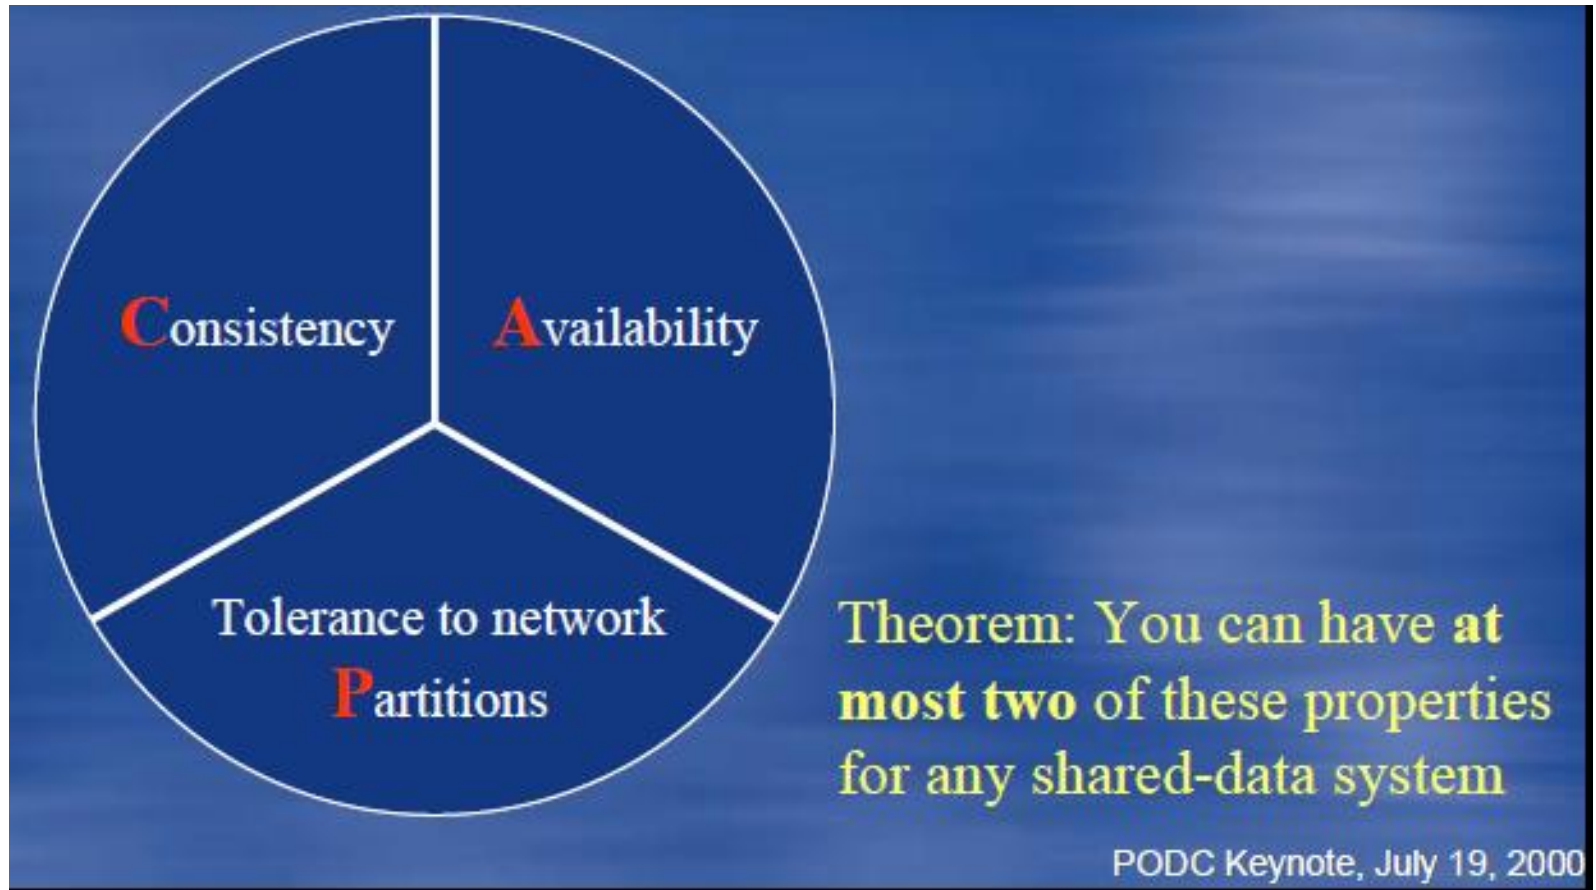 Consistency
Availability
Tolerance to network
Partitions
Theorem: You can have at
most two of these properties
for any shared-data system
PODC Keynote, July 19, 2000